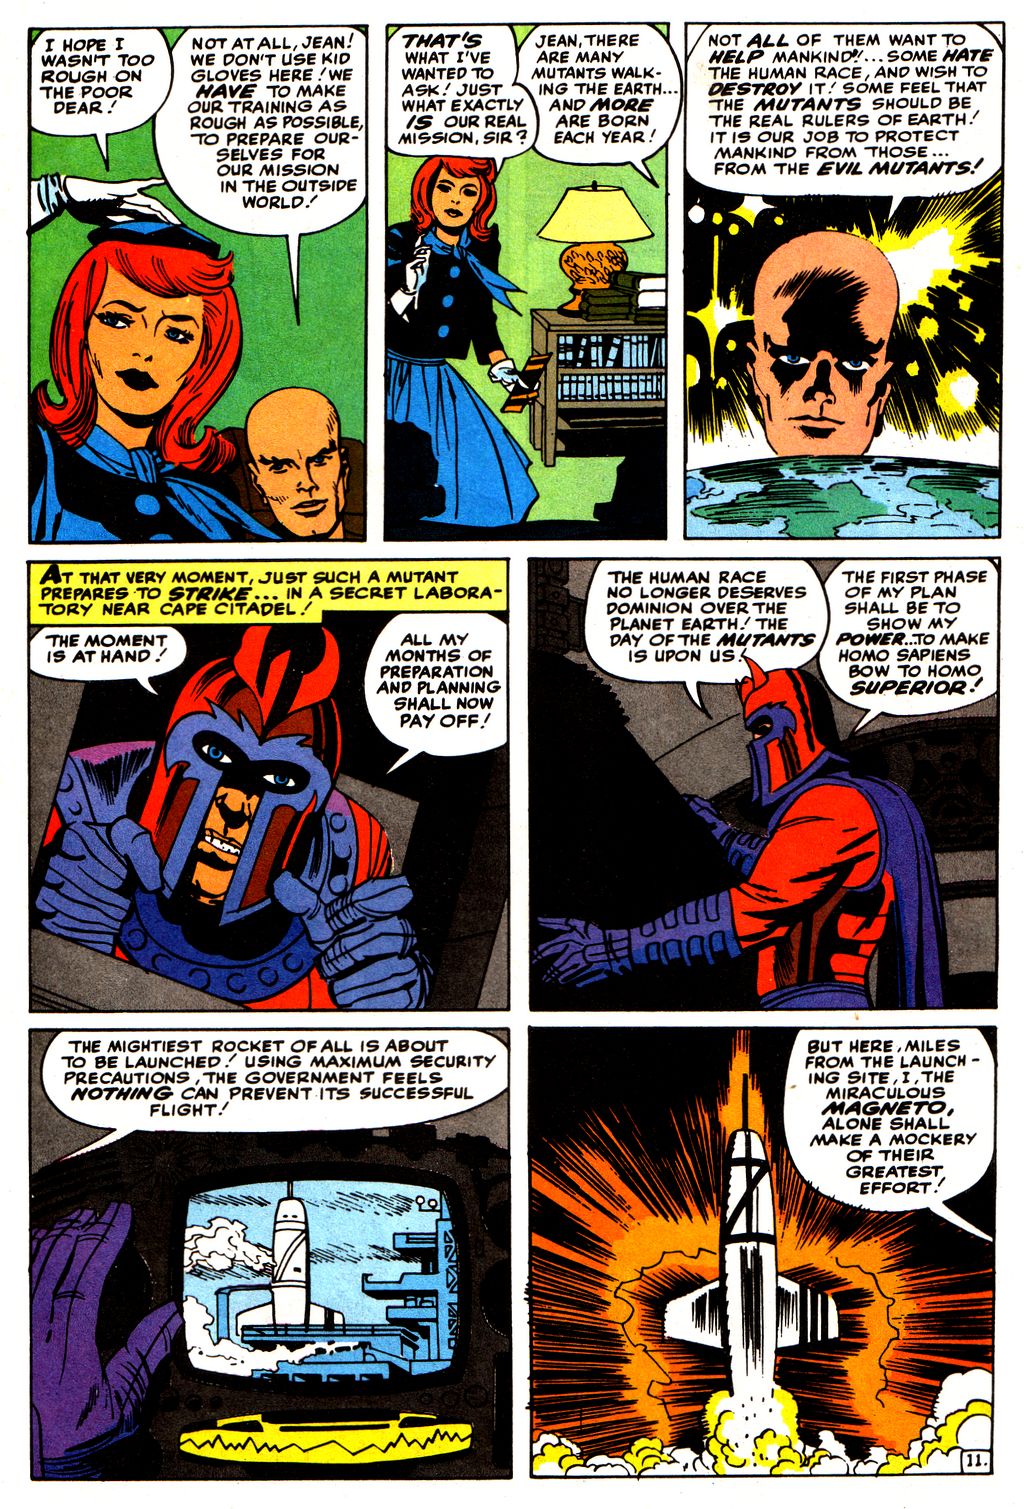 I HOPE I
WASN'T TOO
ROUGH ON
THE POOR
DEAR!
NOT AT ALL, JEAN!
WE DON'T USE KID
GLOVES HERE! WE
HAVE TO MAKE
OUR TRAINING AS
ROUGH AS POSSIBLE,
TO PREPARE OUR-
SELVES FOR
OUR MISSION
IN THE OUTSIDE
WORLD!
THAT'S
WHAT I'VE
WANTED TO
ASK! JUST
WHAT EXACTLY
IS OUR REAL
MISSION, SIR?
JEAN, THERE
ARE MANY
MUTANTS WALK-
ING THE EARTH...
AND MORE
ARE BORN
EACH YEAR!
NOT ALL OF THEM WANT TO
HELP MANKIND!!... SOME HATE
THE HUMAN RACE, AND WISH TO
DESTROY IT! SOME FEEL THAT
THE MUTANTS SHOULD BE
THE REAL RULERS OF EARTH!
IT IS OUR JOB TO PROTECT
MANKIND FROM THOSE...
FROM THE EVIL MUTANTS!
AT THAT VERY MOMENT, JUST SUCH A MUTANT
PREPARES TO STRIKE... IN A SECRET LABORA-
TORY NEAR CAPE CITADEL!
THE MOMENT
IS AT HAND!
ALL MY
MONTHS OF
PREPARATION
AND PLANNING
SHALL NOW
PAY OFF!
THE HUMAN RACE
NO LONGER DESERVES
DOMINION OVER THE
PLANET EARTH! THE
DAY OF THE MUTANTS
IS UPON US!
THE FIRST PHASE
OF MY PLAN
SHALL BE TO
SHOW MY
POWER...TO MAKE
HOMO SAPIENS
BOW TO HOMO
SUPERIOR!
THE MIGHTIEST ROCKET OF ALL IS ABOUT
TO BE LAUNCHED! USING MAXIMUM SECURITY
PRECAUTIONS, THE GOVERNMENT FEELS
NOTHING CAN PREVENT ITS SUCCESSFUL
FLIGHT!
BUT HERE, MILES
FROM THE LAUNCH-
ING SITE, I, THE
MIRACULOUS
MAGNETO,
ALONE SHALL
MAKE A MOCKERY
OF THEIR
GREATEST
EFFORT!
11.